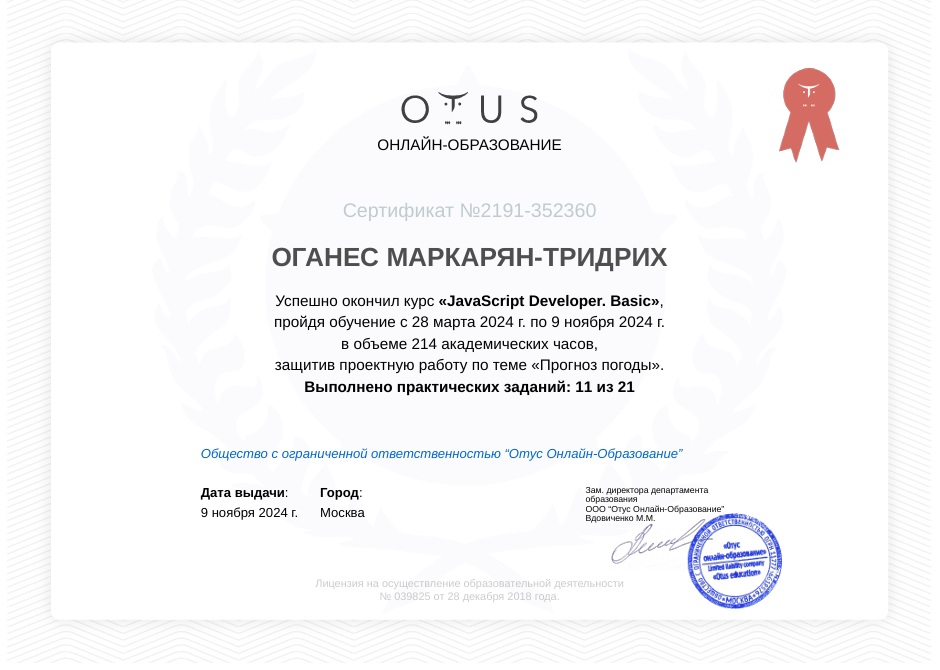 OTUS
ОНЛАЙН-ОБРАЗОВАНИЕ
Сертификат №2191-352360
ОГАНЕС МАРКАРЯН-ТРИДРИХ
Успешно окончил курс «JavaScript Developer. Basic»,
пройдя обучение с 28 марта 2024 г. по 9 ноября 2024 г.
в объеме 214 академических часов,
защитив проектную работу по теме «Прогноз погоды».
Выполнено практических заданий: 11 из 21
Общество с ограниченной ответственностью “Отус Онлайн-Образование”
Дата выдачи: Город:
9 ноября 2024 г. Москва
Зам. директора департамента
образования
ООО "Отус Онлайн-Образование"
Вдовиченко М.М.
«Отус
онлайн-образование»
Limited liability company
«Otus education»
МОСКВА
Лицензия на осуществление образовательной деятельности
№ 039825 от 28 декабря 2018 года.